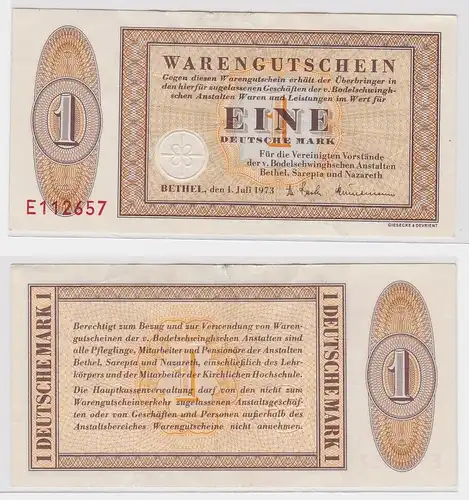 WARENGUTSCHEIN
Gegen diesen Warengutschein erhält der Überbringer in
den hierfür zugelassenen Geschäften der v. Bodelschwingh-
schen Anstalten Waren und Leistungen im Wert für
EINE
DEUTSCHE MARK
Für die Vereinigten Vorstände
der v. Bodelschwinghschen Anstalten
Bethel, Sarepta und Nazareth
BETHEL, den 1. Juli 1973
1
E112657
GIESECKE & DEVRIENT
1 DEUTSCHE MARK 1
Berechtigt zum Bezug und zur Verwendung von Waren-
gutscheinen der v. Bodelschwinghschen Anstalten sind
alle Pfleglinge, Mitarbeiter und Pensionäre der Anstalten
Bethel, Sarepta und Nazareth, einschließlich des Lehr-
körpers und der Mitarbeiter der Kirchlichen Hochschule.
Die Hauptkassenverwaltung darf von den nicht zum
Warengutscheinverkehr zugelassenen Anstaltsgeschäf-
ten oder von Geschäften und Personen außerhalb des
Anstaltsbereiches Warengutscheine nicht annehmen.
1 DEUTSCHE MARK 1
1